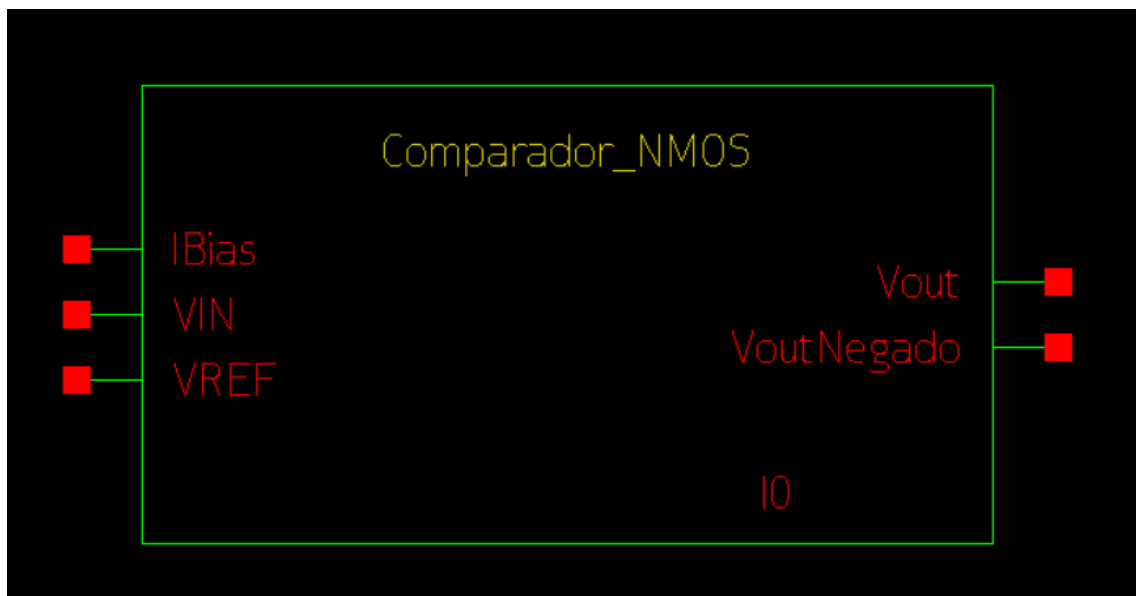 Comparador_NMOS
IBias
VIN
VREF
Vout
VoutNegado
I0